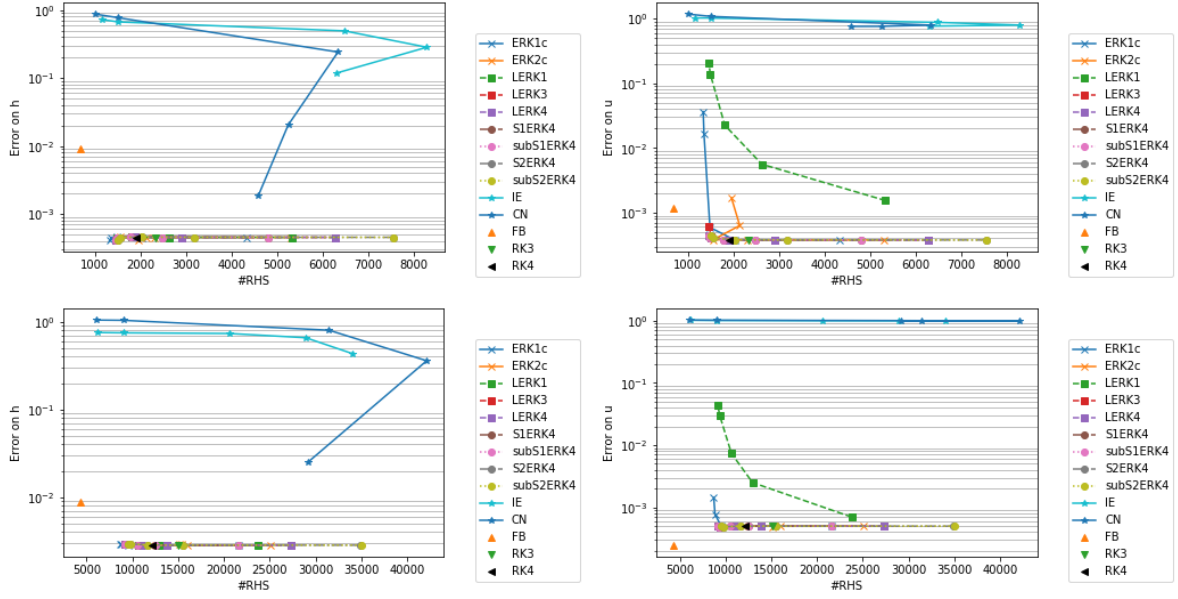 10⁰
10⁻¹
10⁻²
10⁻³
Error on h
1000 2000 3000 4000 5000 6000 7000 8000
#RHS
ERK1c
ERK2c
LERK1
LERK3
LERK4
S1ERK4
subS1ERK4
S2ERK4
subS2ERK4
IE
CN
FB
RK3
RK4
10⁰
10⁻¹
10⁻²
10⁻³
Error on u
1000 2000 3000 4000 5000 6000 7000 8000
#RHS
ERK1c
ERK2c
LERK1
LERK3
LERK4
S1ERK4
subS1ERK4
S2ERK4
subS2ERK4
IE
CN
FB
RK3
RK4
10⁰
10⁻¹
10⁻²
Error on h
5000 10000 15000 20000 25000 30000 35000 40000
#RHS
ERK1c
ERK2c
LERK1
LERK3
LERK4
S1ERK4
subS1ERK4
S2ERK4
subS2ERK4
IE
CN
FB
RK3
RK4
10⁰
10⁻¹
10⁻²
10⁻³
Error on u
5000 10000 15000 20000 25000 30000 35000 40000
#RHS
ERK1c
ERK2c
LERK1
LERK3
LERK4
S1ERK4
subS1ERK4
S2ERK4
subS2ERK4
IE
CN
FB
RK3
RK4